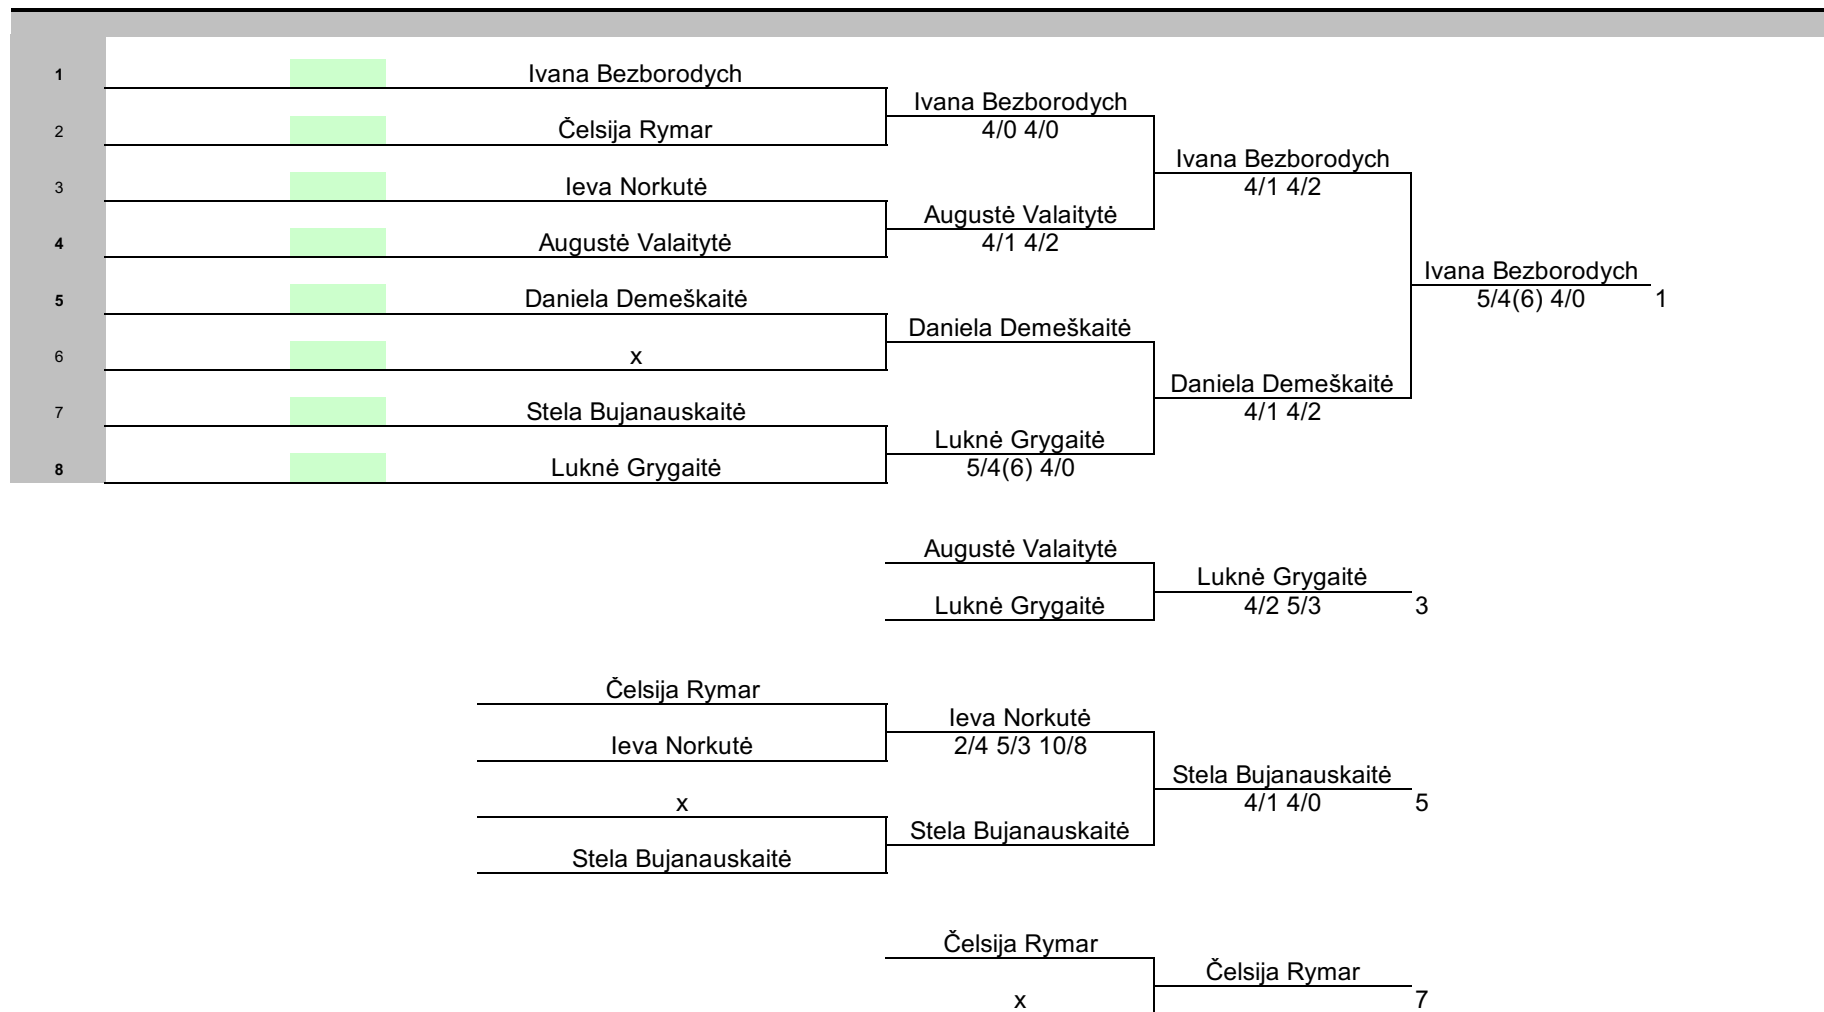 1 Ivana Bezborodych
Ivana Bezborodych
2 Čelsija Rymar 4/0 4/0
Ivana Bezborodych
3 Ieva Norkutė 4/1 4/2
Augustė Valaitytė
4 Augustė Valaitytė 4/1 4/2
Ivana Bezborodych
5 Daniela Demeškaitė 5/4(6) 4/0 1
Daniela Demeškaitė
6 x
Daniela Demeškaitė
7 Stela Bujanauskaitė 4/1 4/2
Luknė Grygaitė
8 Luknė Grygaitė 5/4(6) 4/0
Augustė Valaitytė
Luknė Grygaitė
Luknė Grygaitė 4/2 5/3 3
Čelsija Rymar
Ieva Norkutė
Ieva Norkutė 2/4 5/3 10/8
Stela Bujanauskaitė
x 4/1 4/0 5
Stela Bujanauskaitė
Stela Bujanauskaitė
Čelsija Rymar
Čelsija Rymar
x 7